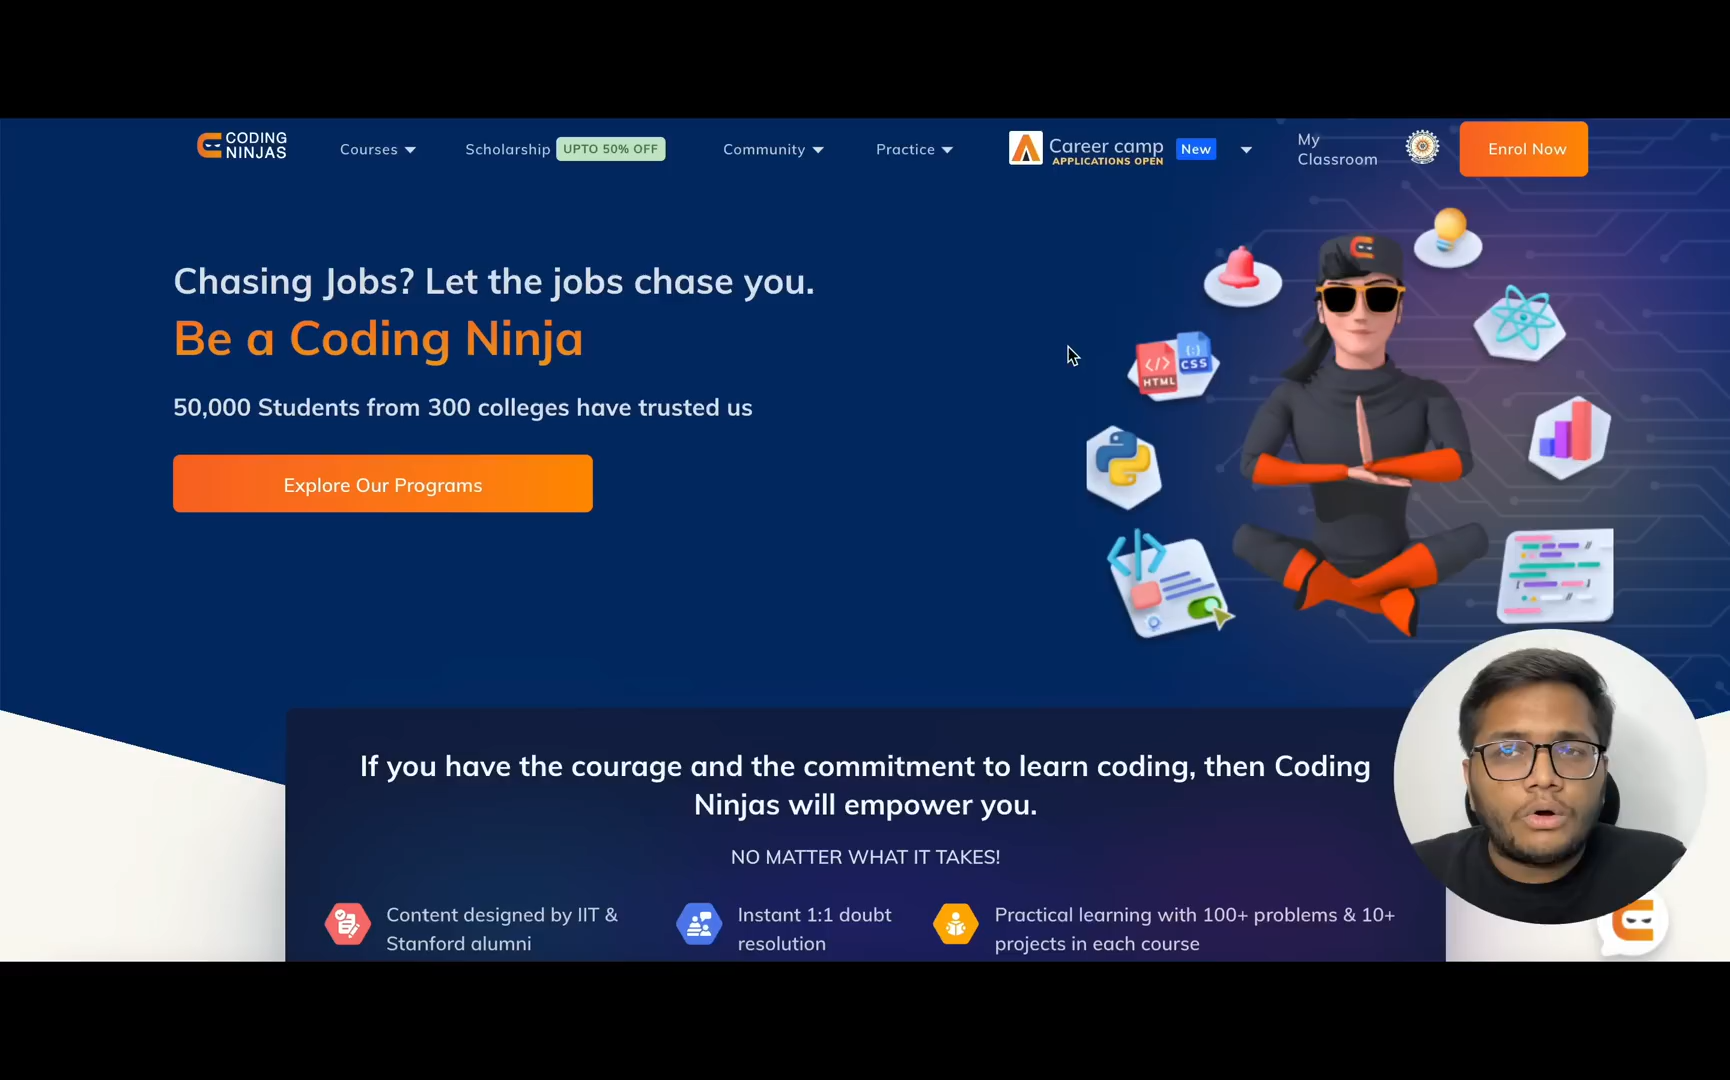 CODING
NINJAS
Courses
Scholarship UPTO 50% OFF
Community
Practice
Career camp
APPLICATIONS OPEN
New
My
Classroom
Enrol Now
Chasing Jobs? Let the jobs chase you.
Be a Coding Ninja
50,000 Students from 300 colleges have trusted us
Explore Our Programs
</>
HTML
{;}
CSS
</>
If you have the courage and the commitment to learn coding, then Coding
Ninjas will empower you.
NO MATTER WHAT IT TAKES!
Content designed by IIT &
Stanford alumni
Instant 1:1 doubt
resolution
Practical learning with 100+ problems & 10+
projects in each course